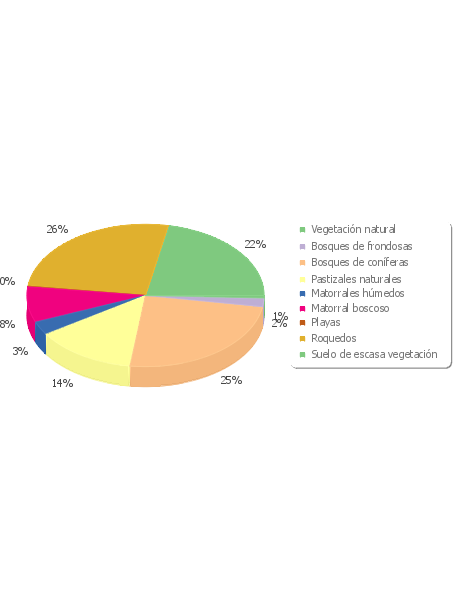 26%
22%
0%
1%
2%
8%
3%
14%
25%
Vegetación natural
Bosques de frondosas
Bosques de coníferas
Pastizales naturales
Matorrales húmedos
Matorral boscoso
Playas
Roquedos
Suelo de escasa vegetación